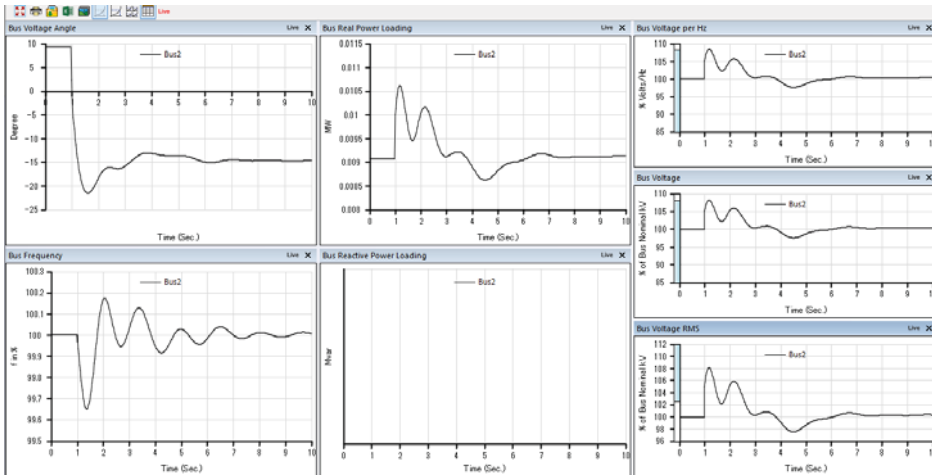 Live
Bus Voltage Angle Live X
Bus2
10
5
0
-5
-10
-15
-20
-25
Degree
0 1 2 3 4 5 6 7 8 9 10
Time (Sec.)
Bus Real Power Loading Live X
Bus2
0.0115
0.011
0.0105
0.01
0.0095
0.009
0.0085
0.008
MW
0 1 2 3 4 5 6 7 8 9 10
Time (Sec.)
Bus Voltage per Hz Live X
Bus2
110
105
100
95
90
85
% Volts/Hz
0 1 2 3 4 5 6 7 8 9 10
Time (Sec.)
Bus Voltage Live X
Bus2
110
105
100
95
90
85
% of Bus Nominal kV
0 1 2 3 4 5 6 7 8 9 10
Time (Sec.)
Bus Frequency Live X
Bus2
100.3
100.2
100.1
100
99.9
99.8
99.7
99.6
99.5
f in %
0 1 2 3 4 5 6 7 8 9 10
Time (Sec.)
Bus Reactive Power Loading Live X
Bus2
Mvar
0 1 2 3 4 5 6 7 8 9 10
Time (Sec.)
Bus Voltage RMS Live X
Bus2
112
110
108
106
104
102
100
98
96
% of Bus Nominal kV
0 1 2 3 4 5 6 7 8 9 10
Time (Sec.)